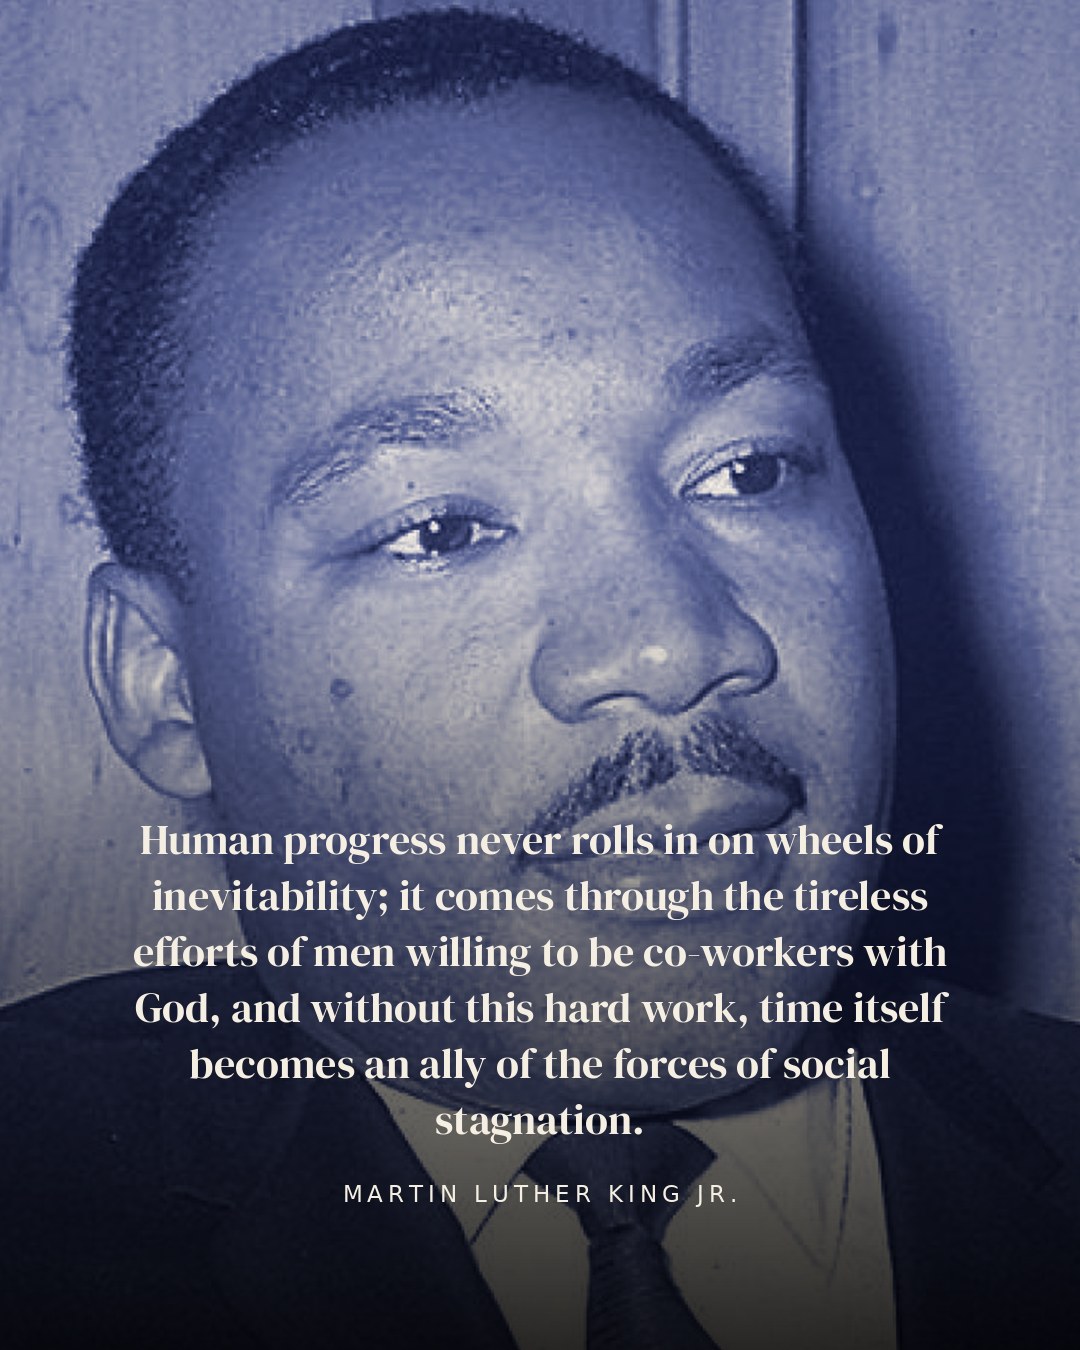 Human progress never rolls in on wheels of
inevitability; it comes through the tireless
efforts of men willing to be co-workers with
God, and without this hard work, time itself
becomes an ally of the forces of social
stagnation.
MARTIN LUTHER KING JR.